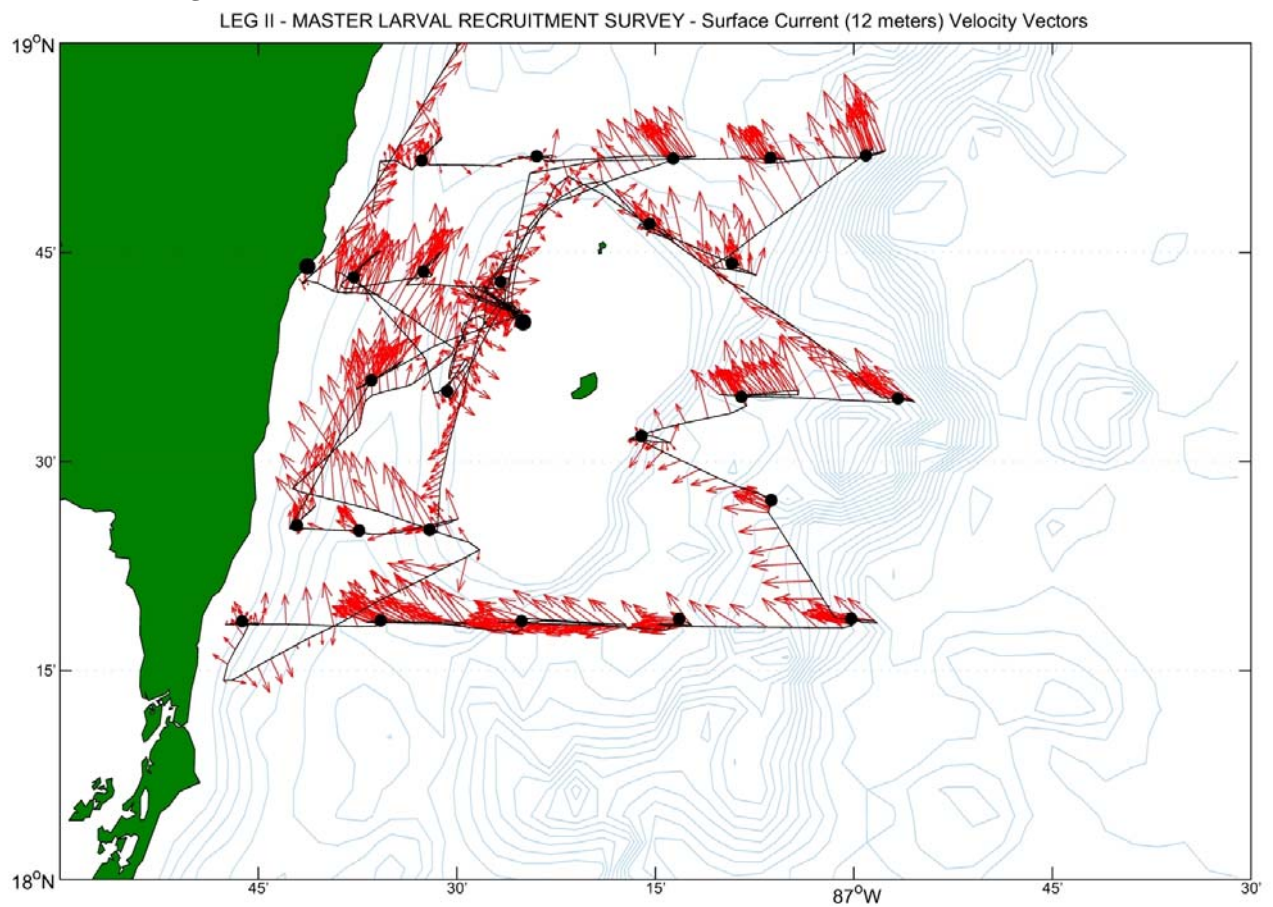 LEG II - MASTER LARVAL RECRUITMENT SURVEY - Surface Current (12 meters) Velocity Vectors
19°N
45'
30'
15'
18°N
45' 30' 15' 87°W 45' 30'